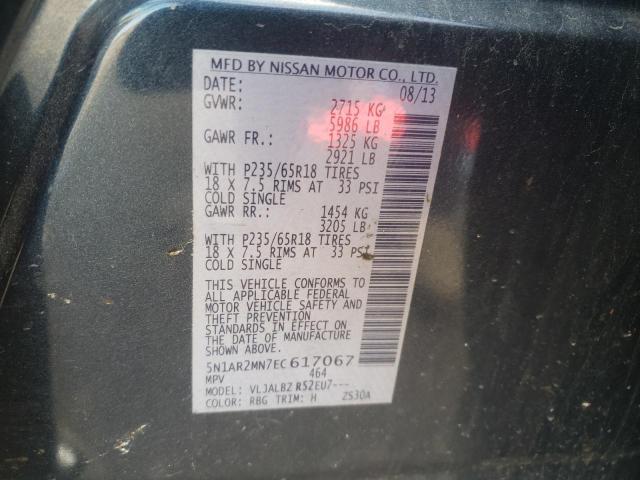 MFD BY NISSAN MOTOR CO., LTD.
DATE: 08/13
GVWR: 2715 KG
5986 LB
GAWR FR.: 1325 KG
2921 LB
WITH P235/65R18 TIRES
18 X 7.5 RIMS AT 33 PSI
COLD SINGLE
GAWR RR.: 1454 KG
3205 LB
WITH P235/65R18 TIRES
18 X 7.5 RIMS AT 33 PSI
COLD SINGLE
THIS VEHICLE CONFORMS TO
ALL APPLICABLE FEDERAL
MOTOR VEHICLE SAFETY AND
THEFT PREVENTION
STANDARDS IN EFFECT ON
THE DATE OF MANUFACTURE
SHOWN ABOVE.
5N1AR2MN7EC617067
MPV 464
MODEL: VLJALBZ RS2EU7---
COLOR: RBG TRIM: H ZS30A